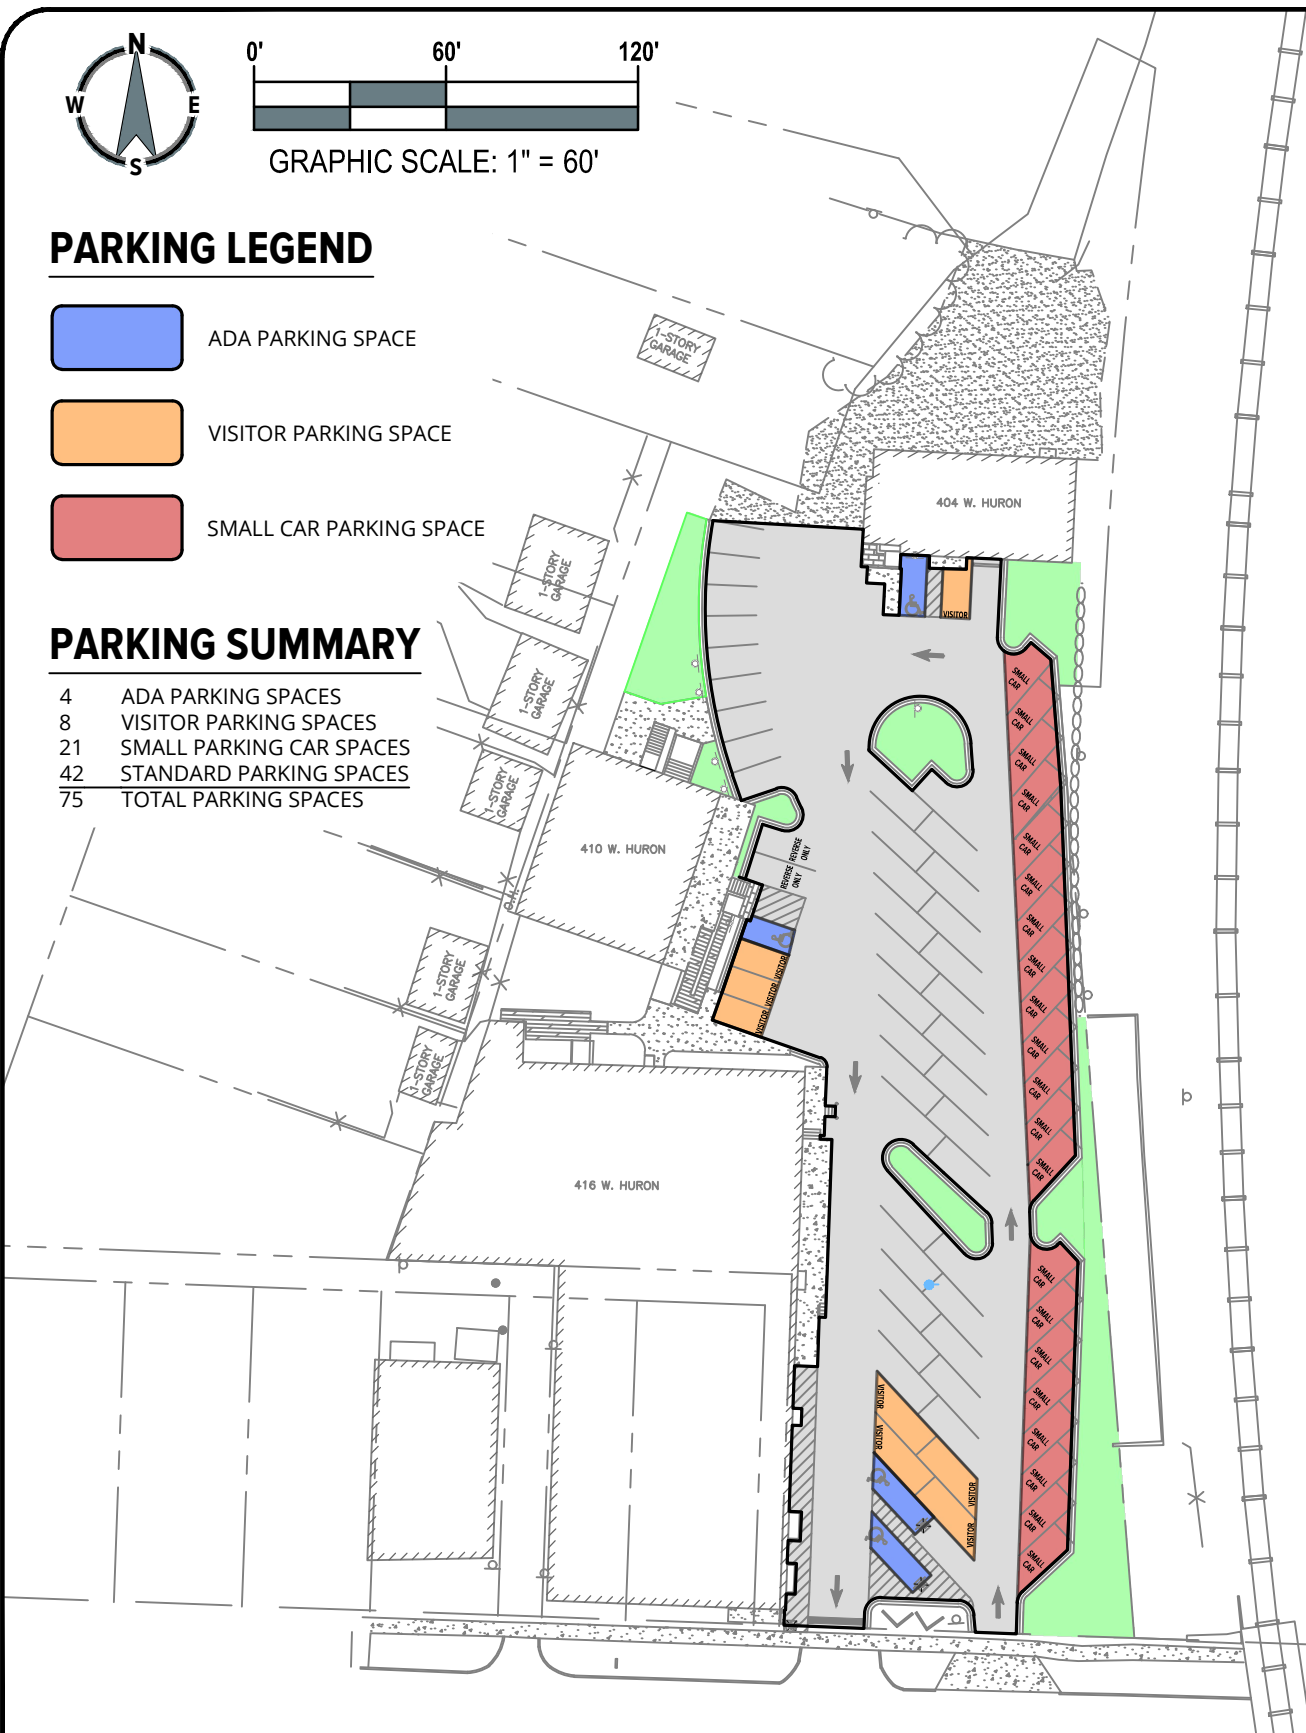 N
W E
S
0' 60' 120'
GRAPHIC SCALE: 1" = 60'
PARKING LEGEND
ADA PARKING SPACE
VISITOR PARKING SPACE
SMALL CAR PARKING SPACE
PARKING SUMMARY
4 ADA PARKING SPACES
8 VISITOR PARKING SPACES
21 SMALL PARKING CAR SPACES
42 STANDARD PARKING SPACES
75 TOTAL PARKING SPACES
1-STORY
GARAGE
404 W. HURON
1-STORY
GARAGE
VISITOR
1-STORY
GARAGE
1-STORY
GARAGE
410 W. HURON
REVERSE
ONLY
REVERSE
ONLY
1-STORY
GARAGE
VISITOR
VISITOR
VISITOR
1-STORY
GARAGE
416 W. HURON
SMALL
CAR
SMALL
CAR
SMALL
CAR
SMALL
CAR
SMALL
CAR
SMALL
CAR
SMALL
CAR
SMALL
CAR
SMALL
CAR
SMALL
CAR
SMALL
CAR
SMALL
CAR
SMALL
CAR
SMALL
CAR
SMALL
CAR
SMALL
CAR
SMALL
CAR
SMALL
CAR
SMALL
CAR
SMALL
CAR
SMALL
CAR
VISITOR
VISITOR
VISITOR
VISITOR